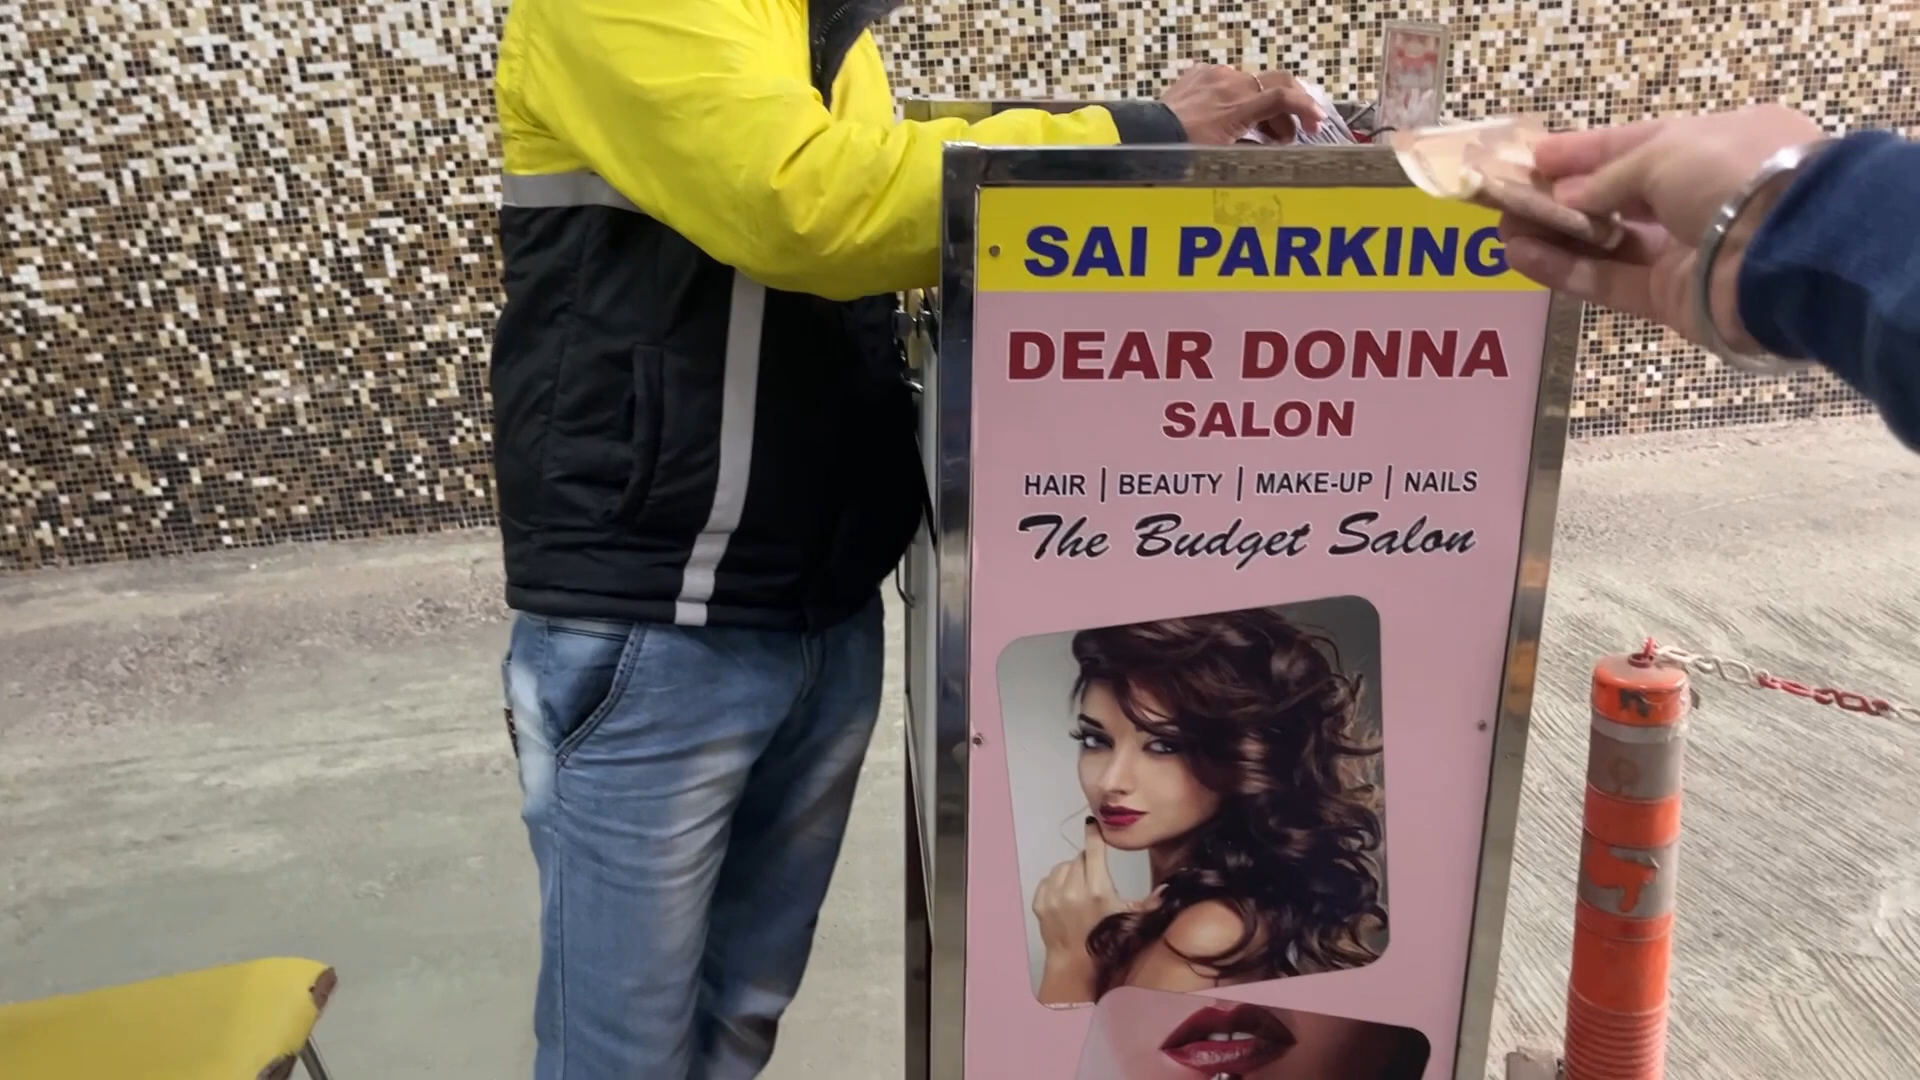 SAI PARKING
DEAR DONNA
SALON
HAIR | BEAUTY | MAKE-UP | NAILS
The Budget Salon